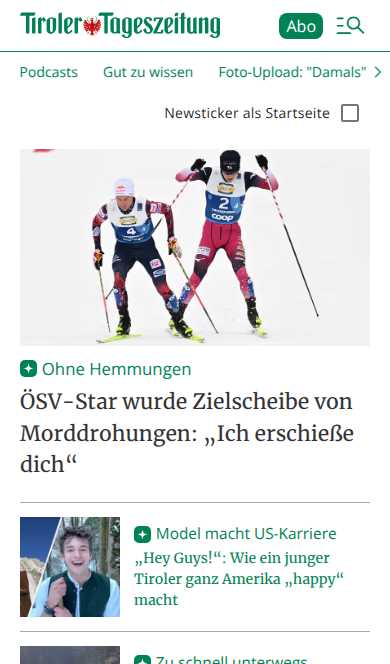 Tiroler Tageszeitung
Abo
Podcasts Gut zu wissen Foto-Upload: "Damals"
Newsticker als Startseite
4
2
coop
Ohne Hemmungen
ÖSV-Star wurde Zielscheibe von
Morddrohungen: „Ich erschieße
dich“
Model macht US-Karriere
„Hey Guys!“: Wie ein junger
Tiroler ganz Amerika „happy“
macht
Zu schnell unterwegs